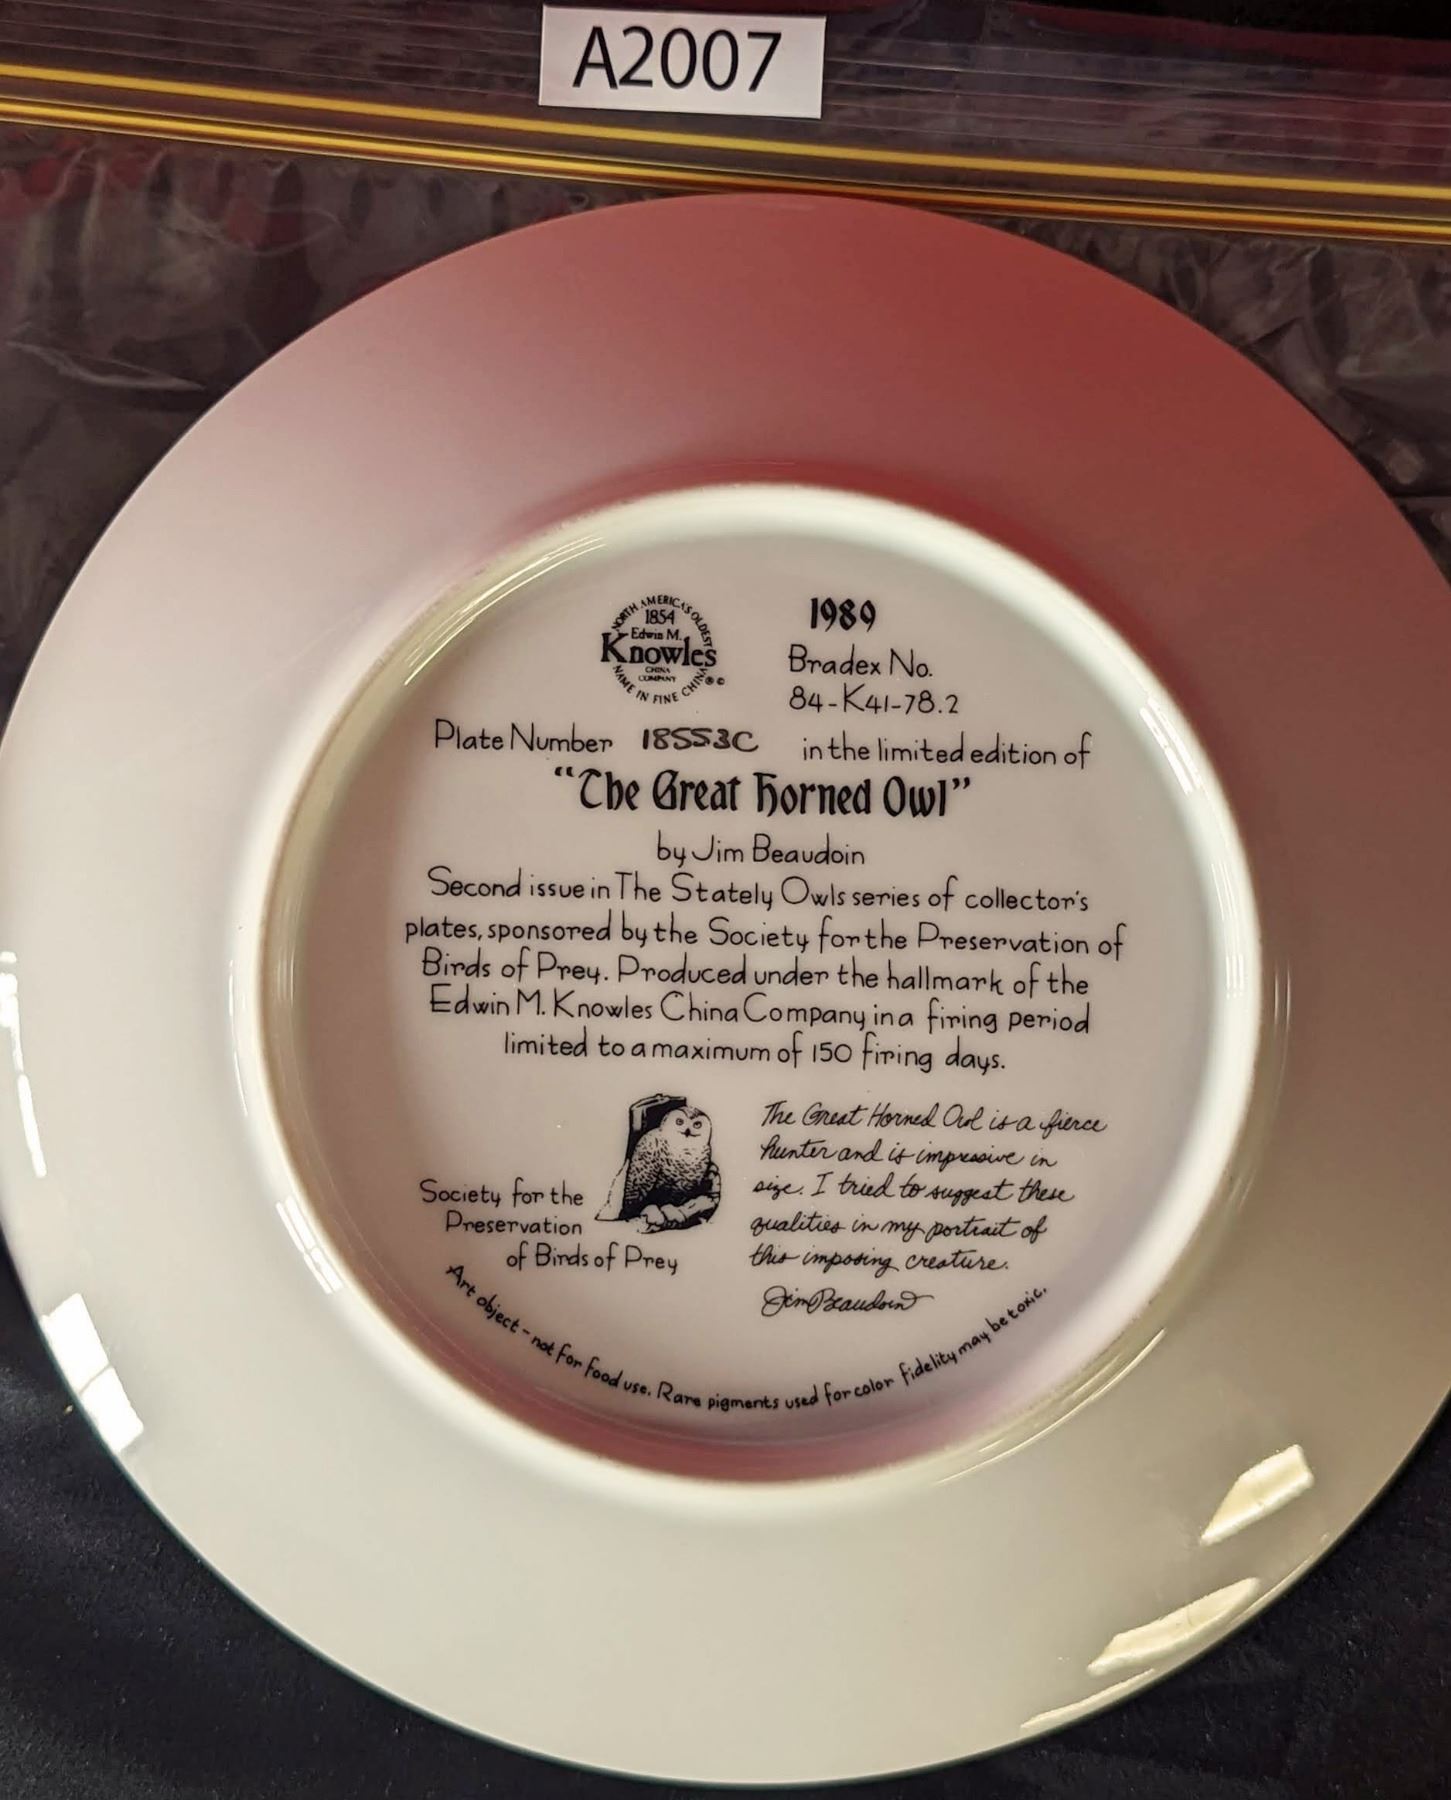 A2007
NORTH AMERICA'S OLDEST
1854
Edwin M.
Knowles
CHINA
COMPANY
NAME IN FINE CHINA
® ©
1989
Bradex No.
84-K41-78.2
Plate Number 18553C in the limited edition of
"The Great Horned Owl"
by Jim Beaudoin
Second issue in The Stately Owls series of collector's
plates, sponsored by the Society for the Preservation of
Birds of Prey. Produced under the hallmark of the
Edwin M. Knowles China Company in a firing period
limited to a maximum of 150 firing days.
Society for the
Preservation
of Birds of Prey
The Great Horned Owl is a fierce
hunter and is impressive in
size. I tried to suggest these
qualities in my portrait of
this imposing creature.
Jim Beaudoin
Art object - not for food use. Rare pigments used for color fidelity may be toxic.